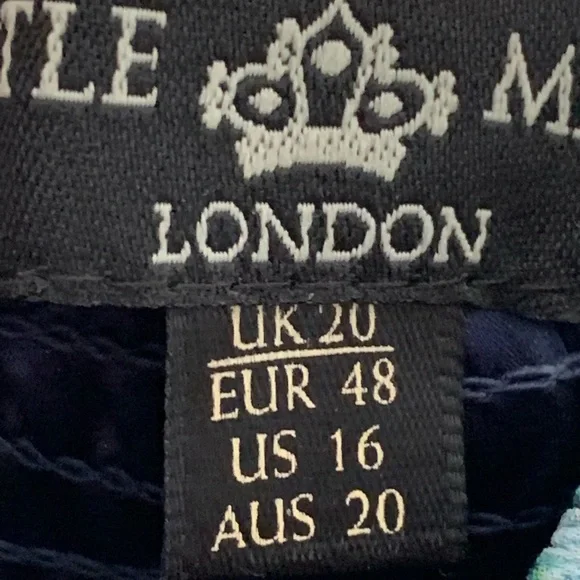 TLE M
LONDON
UK 20
EUR 48
US 16
AUS 20